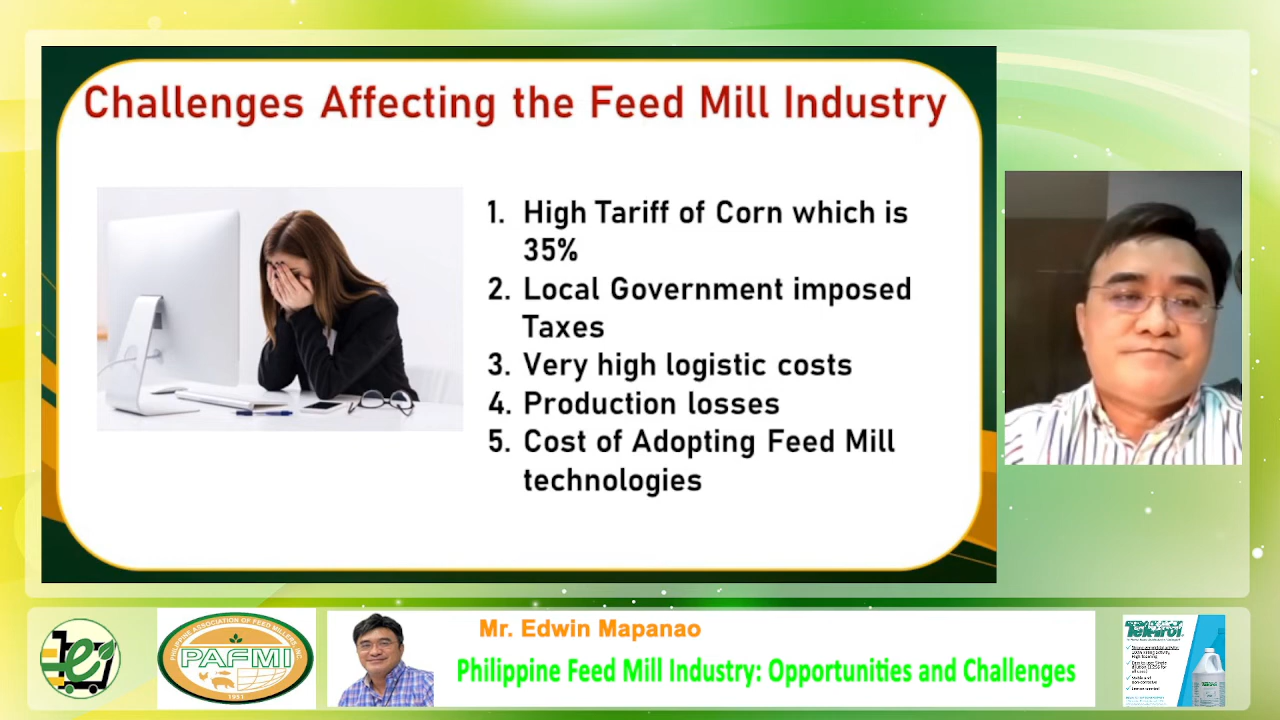 Challenges Affecting the Feed Mill Industry
1. High Tariff of Corn which is
35%
2. Local Government imposed
Taxes
3. Very high logistic costs
4. Production losses
5. Cost of Adopting Feed Mill
technologies
e
PHILIPPINE ASSOCIATION OF FEED MILLERS, INC.
PAFMI
1951
Mr. Edwin Mapanao
Philippine Feed Mill Industry: Opportunities and Challenges